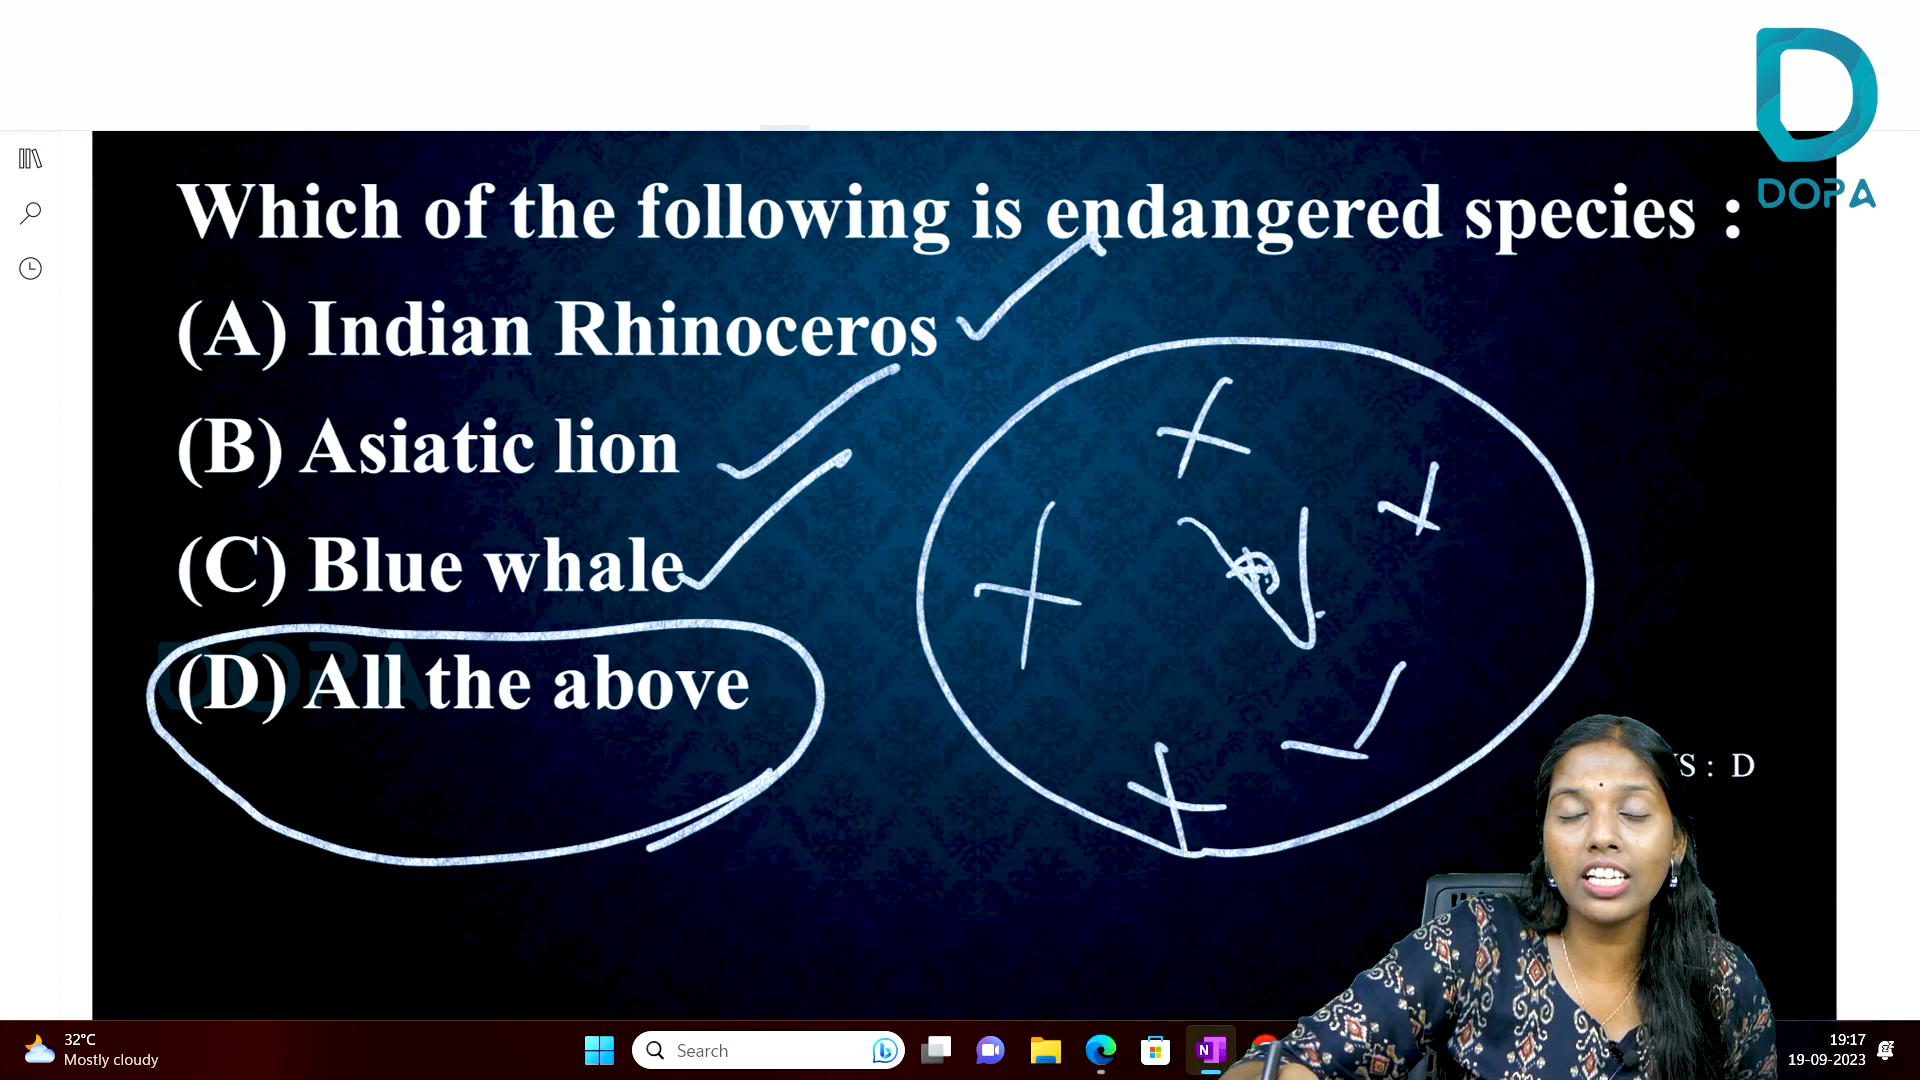 DOPA
Which of the following is endangered species :
(A) Indian Rhinoceros
(B) Asiatic lion
(C) Blue whale
(D) All the above
DOPA
S : D
32°C
Mostly cloudy
Search
N
19:17
19-09-2023